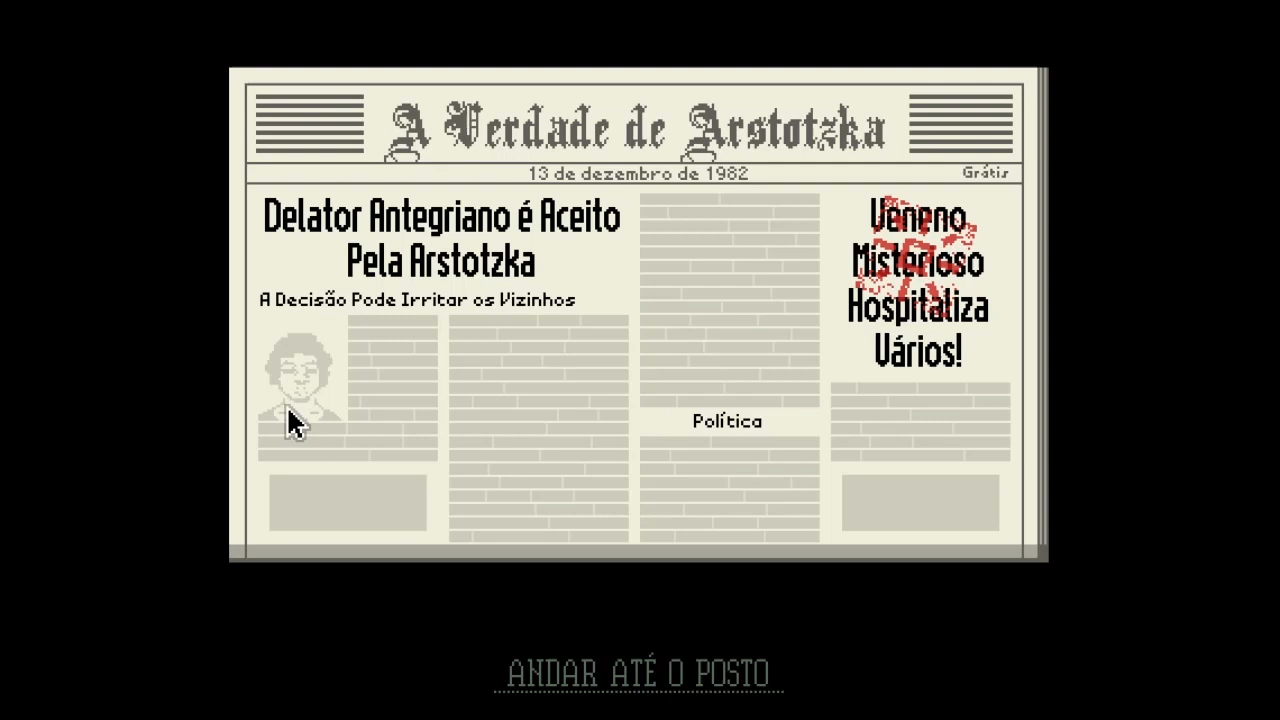 A Verdade de Arstotzka
13 de dezembro de 1982
Grátis
Delator Antegriano é Aceito
Pela Arstotzka
A Decisão Pode Irritar os Vizinhos
Política
Veneno
Misterioso
Hospitaliza
Vários!
ANDAR ATÉ O POSTO